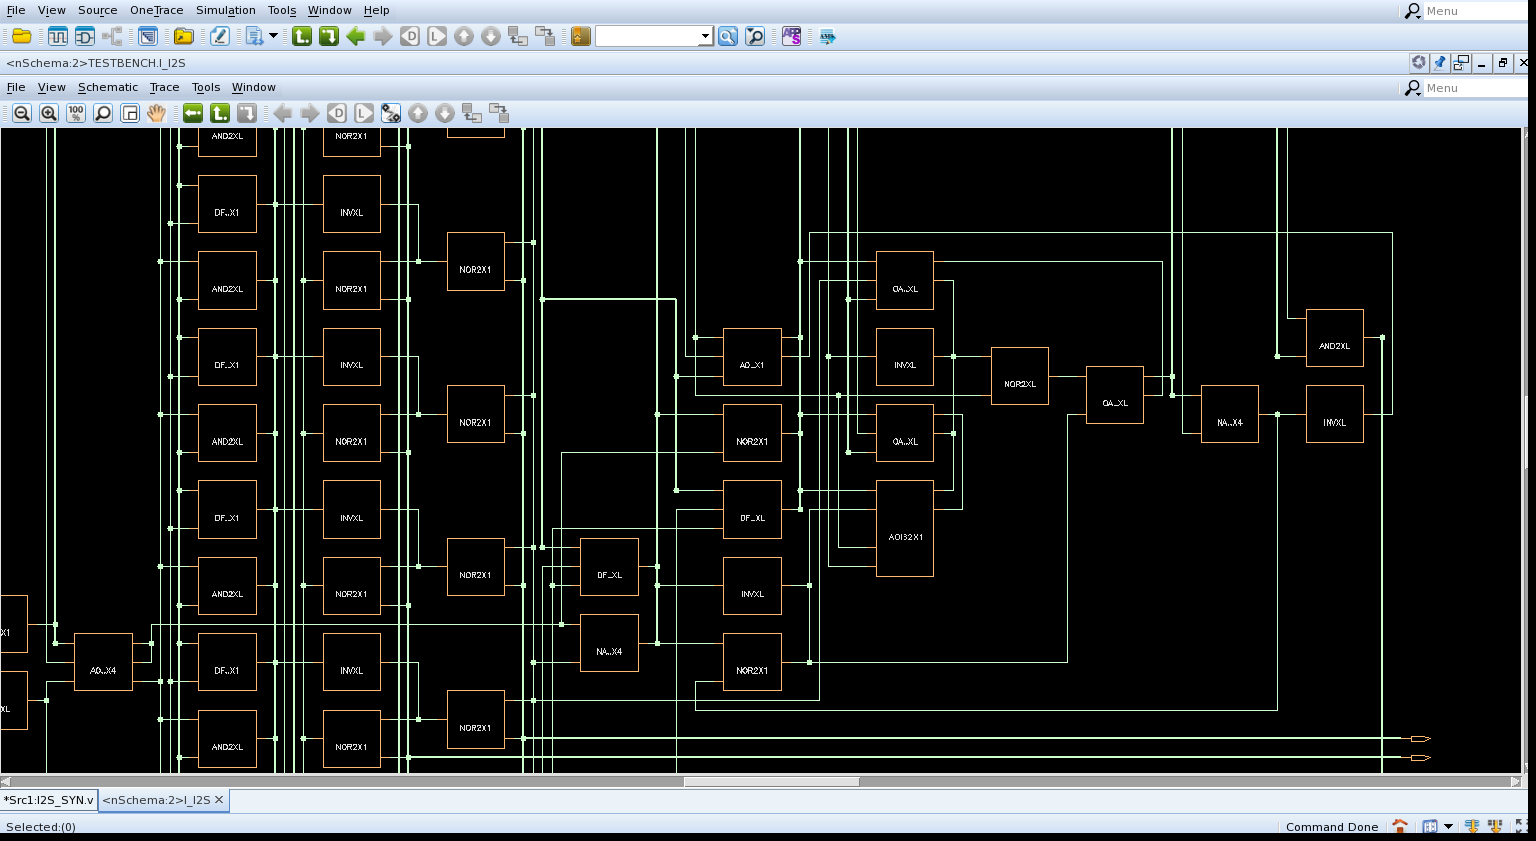 File View Source OneTrace Simulation Tools Window Help Menu
<nSchema:2>TESTBENCH.I_I2S
File View Schematic Trace Tools Window Menu
100 %
AND2XL NOR2X1
DF..X1 INVXL
NOR2X1
AND2XL NOR2X1 OA..XL
AND2XL
DF..X1 INVXL AO..X1 INVXL
NOR2XL
OA..XL
NOR2X1 NA..X4 INVXL
AND2XL NOR2X1 NOR2X1 OA..XL
DF..X1 INVXL DF..XL
AOI32X1
NOR2X1 DF..XL
AND2XL NOR2X1 INVXL
X1
NA..X4
AO..X4 DF..X1 INVXL NOR2X1
XL
NOR2X1
AND2XL NOR2X1
*Src1:I2S_SYN.v <nSchema:2>I_I2S
Selected:(0) Command Done